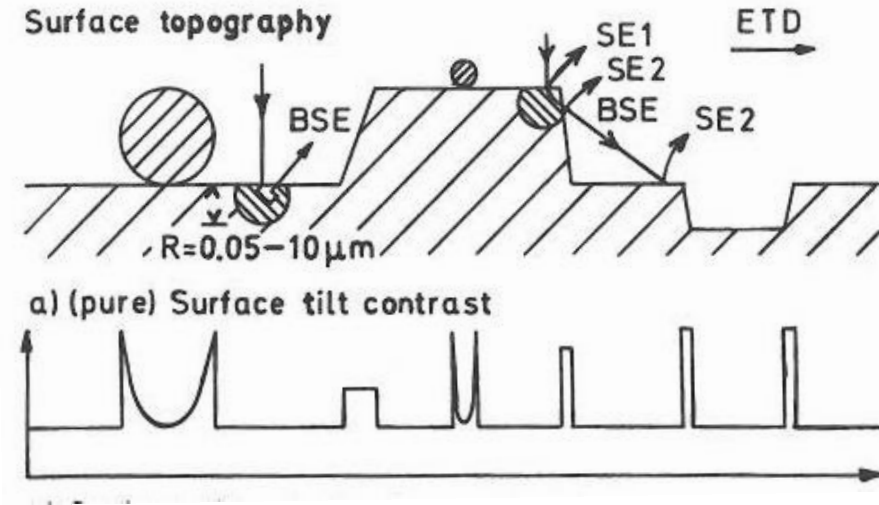 Surface topography
ETD
SE1
SE2
BSE
BSE
SE2
R=0.05–10μm
a) (pure) Surface tilt contrast